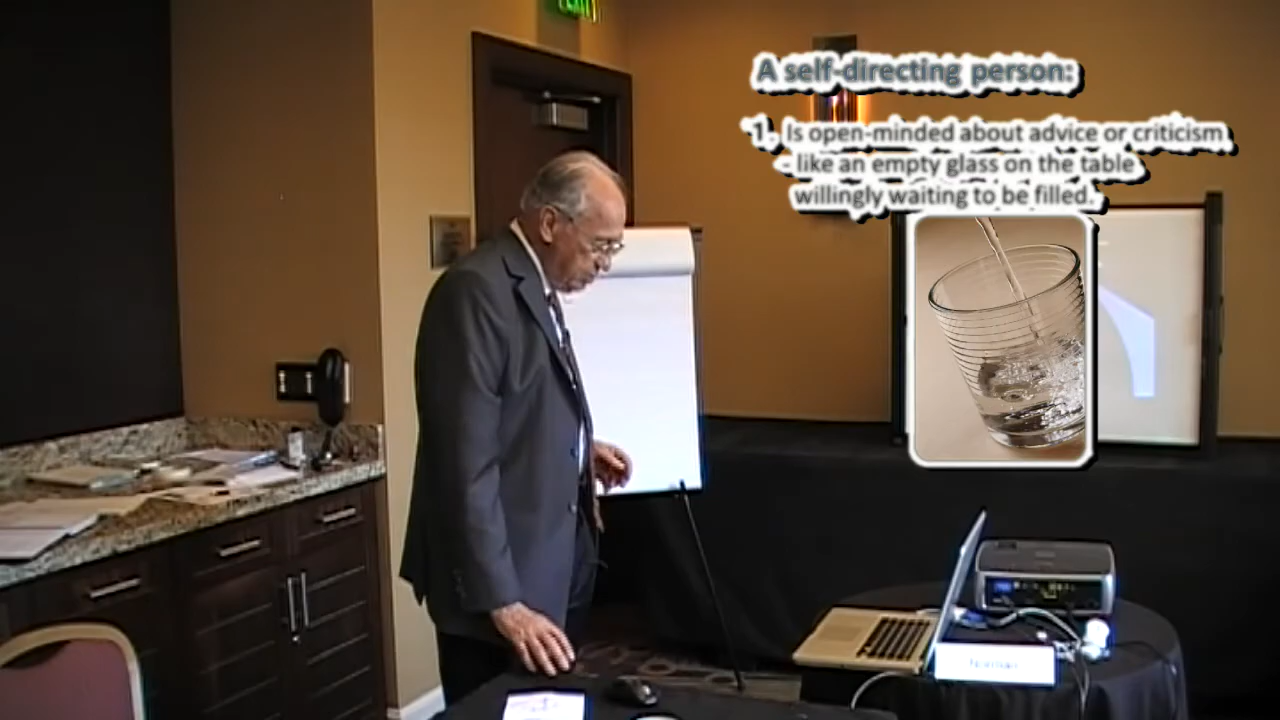 EXIT
A self-directing person:
1. Is open-minded about advice or criticism
- like an empty glass on the table
willingly waiting to be filled.